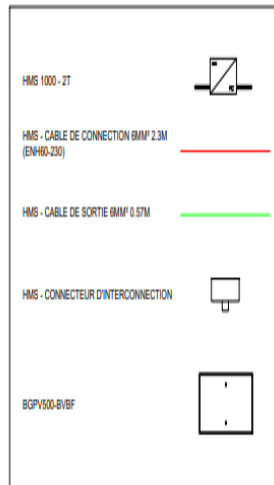 HMS 1000 - 2T
HMS - CABLE DE CONNECTION 6MM² 2.3M
(ENH60-230)
HMS - CABLE DE SORTIE 6MM² 0.57M
HMS - CONNECTEUR D'INTERCONNECTION
BGPV500-BVBF